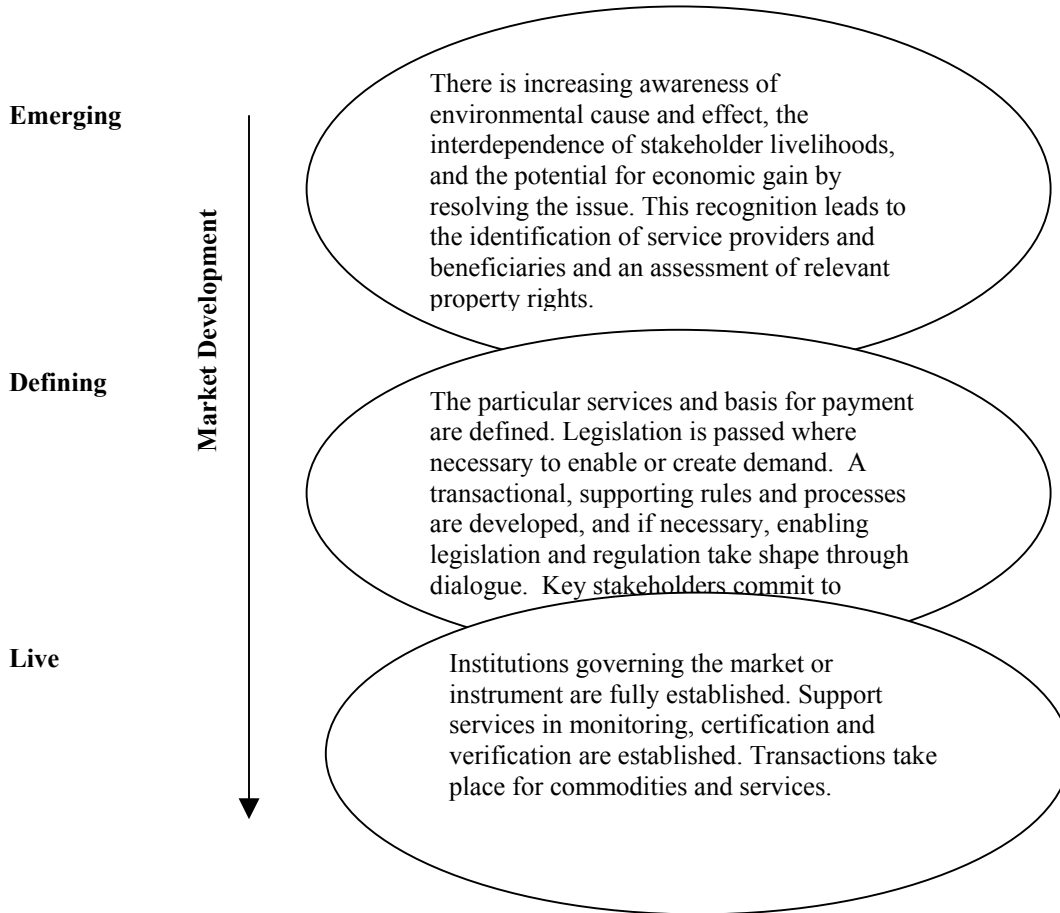 Emerging
There is increasing awareness of
environmental cause and effect, the
interdependence of stakeholder livelihoods,
and the potential for economic gain by
resolving the issue. This recognition leads to
the identification of service providers and
beneficiaries and an assessment of relevant
property rights.
Market Development
Defining
The particular services and basis for payment
are defined. Legislation is passed where
necessary to enable or create demand.  A
transactional, supporting rules and processes
are developed, and if necessary, enabling
legislation and regulation take shape through
dialogue.  Key stakeholders commit to
Live
Institutions governing the market or
instrument are fully established. Support
services in monitoring, certification and
verification are established. Transactions take
place for commodities and services.